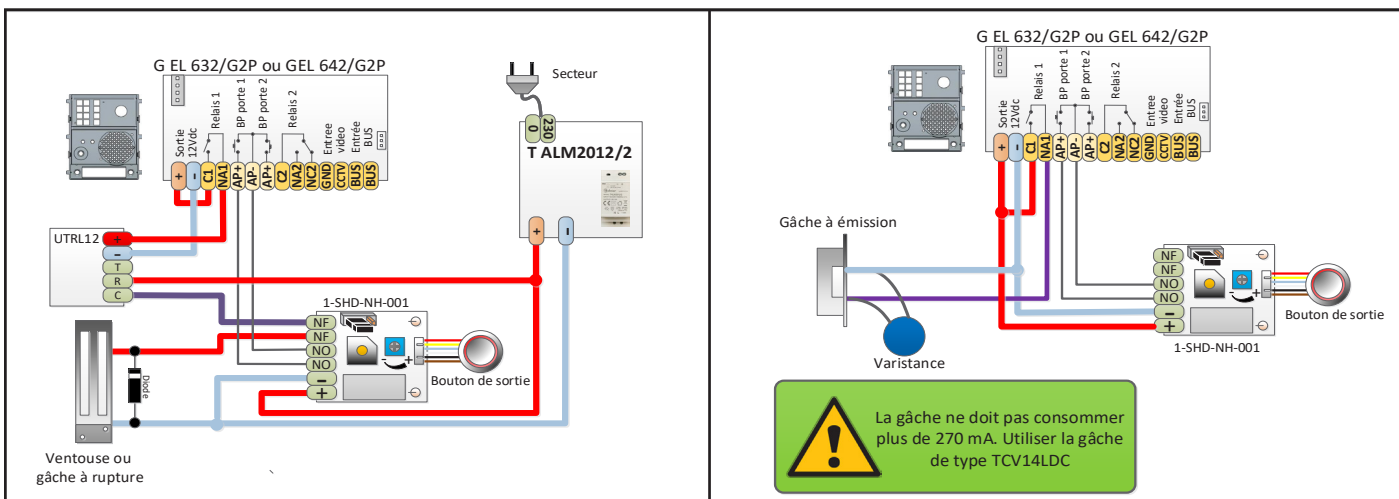 G EL 632/G2P ou GEL 642/G2P
Sortie
12Vdc
Relais 1
BP porte 1
BP porte 2
Relais 2
Entree
video
Entrée
BUS
+
-
C1
NA1
AP+
AP-
AP+
C2
NA2
NC2
GND
CCTV
BUS
BUS
Secteur
0
230
T ALM2012/2
+
-
UTRL12
+
-
T
R
C
1-SHD-NH-001
NF
NF
NO
NO
-
+
- +
Bouton de sortie
Diode
Ventouse ou
gâche à rupture
G EL 632/G2P ou GEL 642/G2P
Sortie
12Vdc
Relais 1
BP porte 1
BP porte 2
Relais 2
Entree
video
Entrée
BUS
+
-
C1
NA1
AP+
AP-
AP+
C2
NA2
NC2
GND
CCTV
BUS
BUS
Gâche à émission
Varistance
NF
NF
NO
NO
-
+
- +
Bouton de sortie
1-SHD-NH-001
La gâche ne doit pas consommer
plus de 270 mA. Utiliser la gâche
de type TCV14LDC